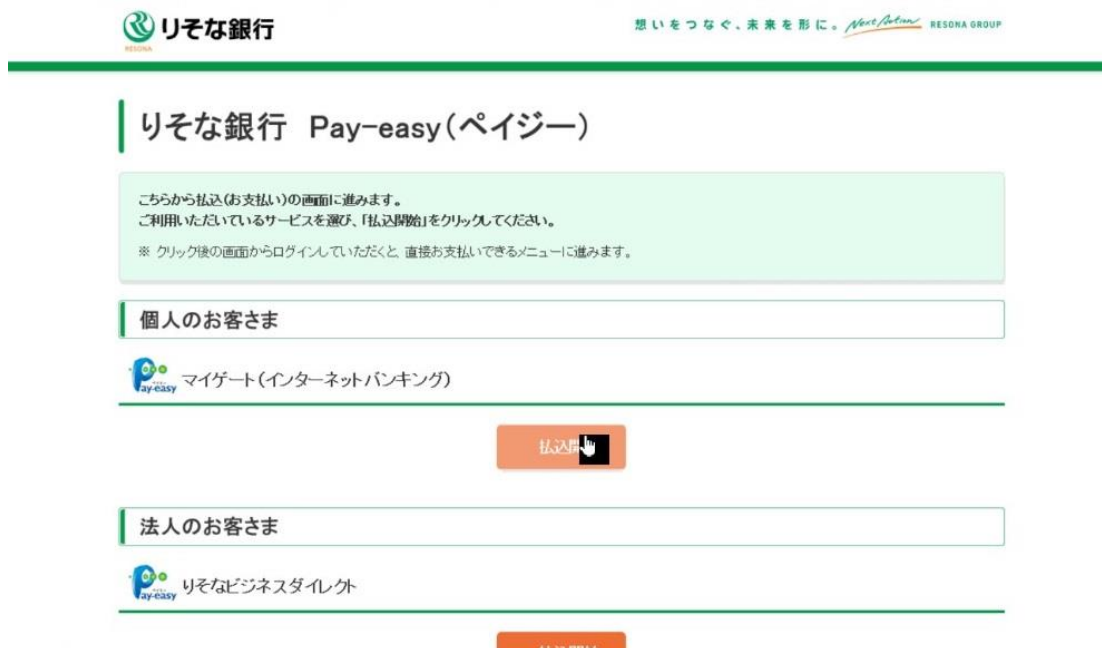 りそな銀行
RESONA
想いをつなぐ、未来を形に。 Next Action RESONA GROUP
りそな銀行 Pay-easy(ペイジー)
こちらから払込(お支払い)の画面に進みます。
ご利用いただいているサービスを選び、「払込開始」をクリックしてください。
※ クリック後の画面からログインしていただくと、直接お支払いできるメニューに進みます。
個人のお客さま
Pay-easy マイゲート(インターネットバンキング)
払込開
法人のお客さま
Pay-easy りそなビジネスダイレクト